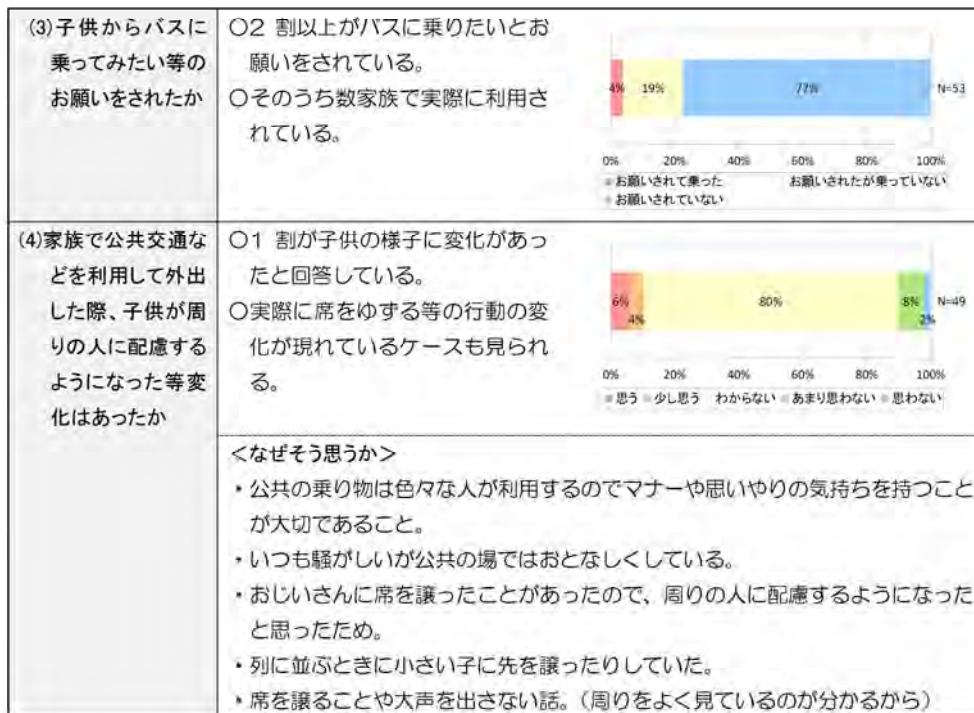 (3)子供からバスに
乗ってみたい等の
お願いをされたか
〇2 割以上がバスに乗りたいとお
願いをされている。
〇そのうち数家族で実際に利用さ
れている。
4% 19% 77% N=53
0% 20% 40% 60% 80% 100%
お願いされて乗った お願いされたが乗っていない
お願いされていない
(4)家族で公共交通な
どを利用して外出
した際、子供が周
りの人に配慮する
ようになった等変
化はあったか
〇1 割が子供の様子に変化があっ
たと回答している。
〇実際に席をゆずる等の行動の変
化が現れているケースも見られ
る。
6% 4% 80% 8% 2% N=49
0% 20% 40% 60% 80% 100%
思う 少し思う わからない あまり思わない 思わない
<なぜそう思うか>
・公共の乗り物は色々な人が利用するのでマナーや思いやりの気持ちを持つこと
が大切であること。
・いつも騒がしいが公共の場ではおとなしくしている。
・おじいさんに席を譲ったことがあったので、周りの人に配慮するようになった
と思ったため。
・列に並ぶときに小さい子に先を譲ったりしていた。
・席を譲ることや大声を出さない話。(周りをよく見ているのが分かるから)